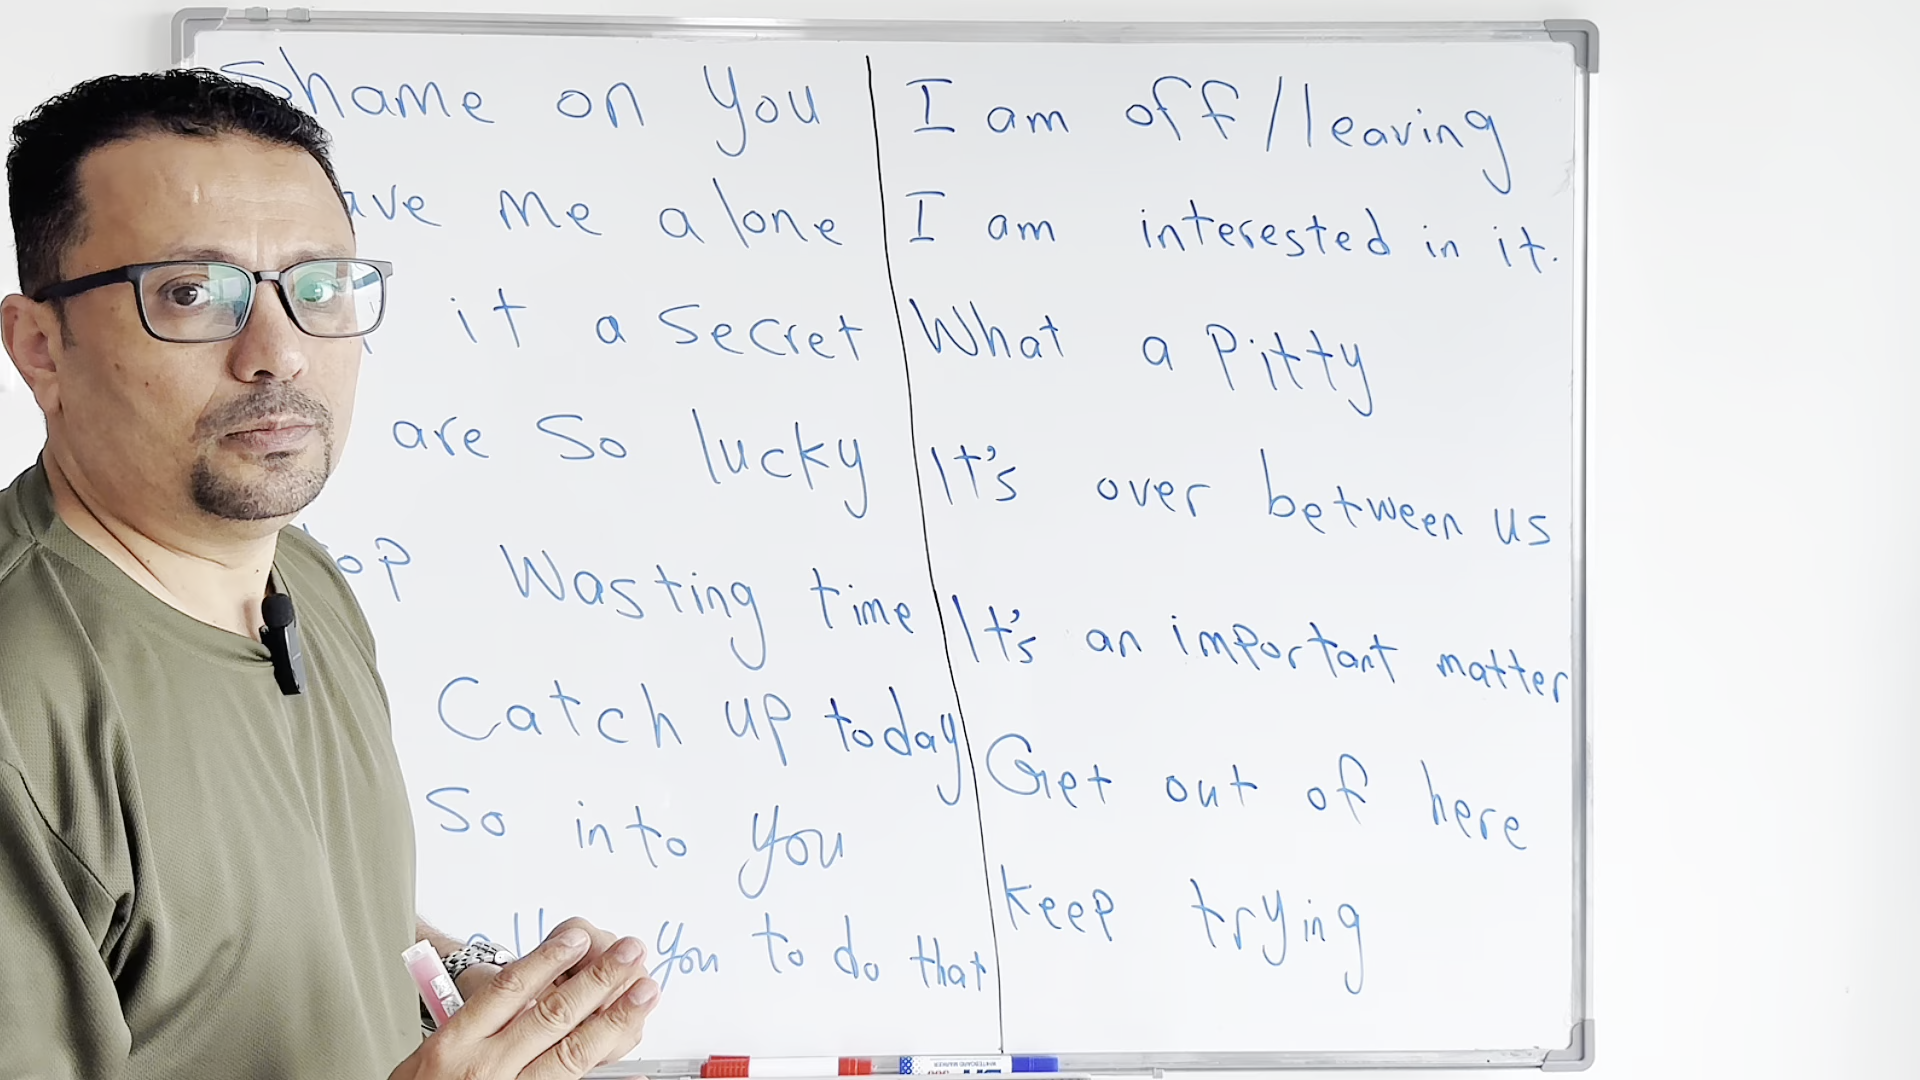 Shame on you
me alone
it a secret
are so lucky
wasting time
Catch up today
So into you
you to do that
I am off/leaving
I am interested in it.
What a Pitty
It's over between us
It's an important matter
Get out of here
keep trying